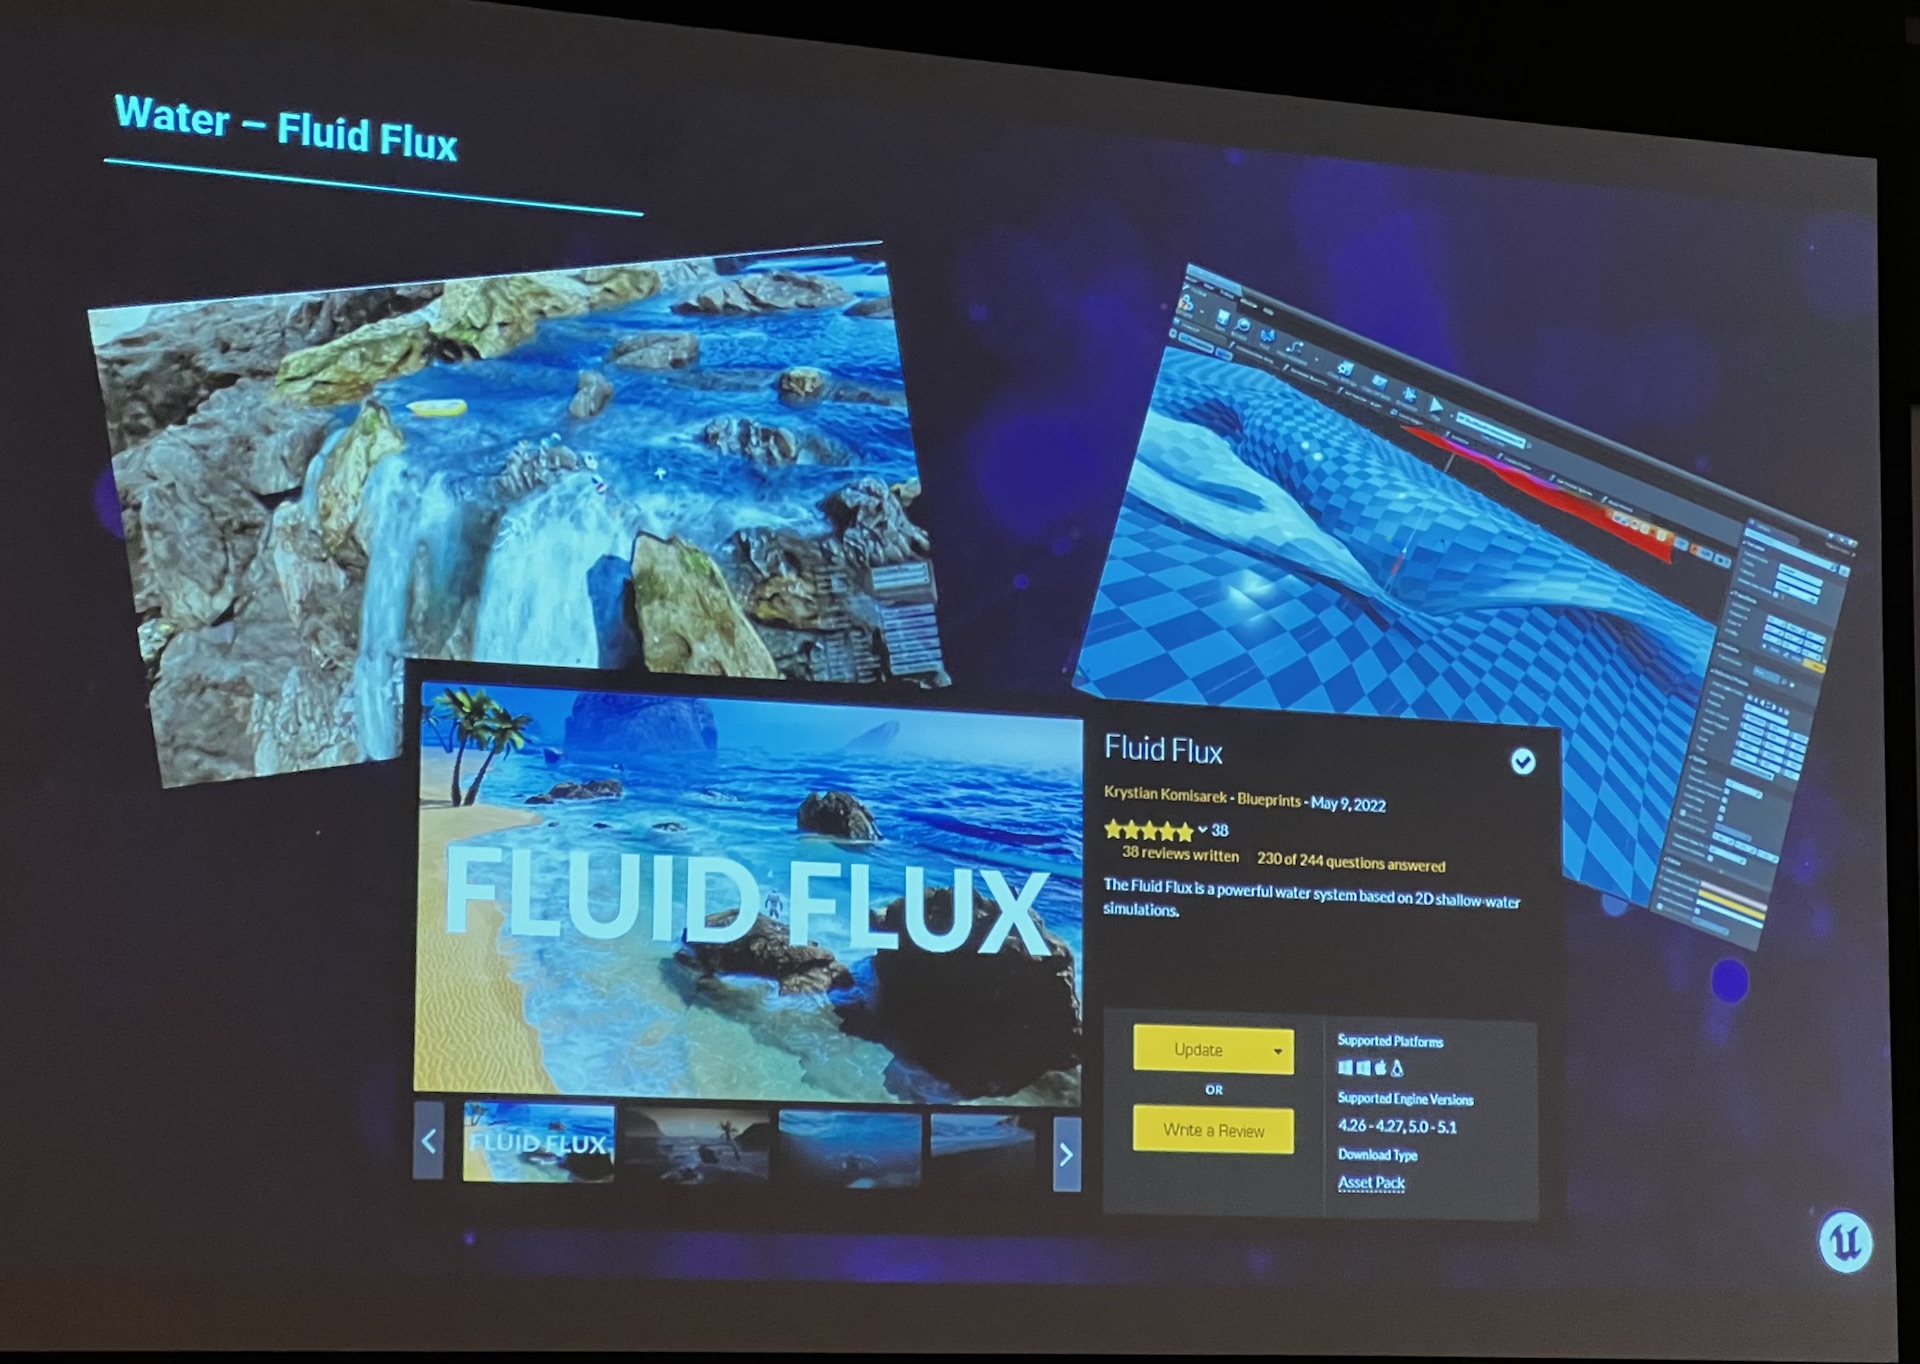 Water – Fluid Flux
FLUID FLUX
Fluid Flux
Krystian Komisarek - Blueprints - May 9, 2022
38
38 reviews written 230 of 244 questions answered
The Fluid Flux is a powerful water system based on 2D shallow-water
simulations.
Update
OR
Write a Review
Supported Platforms
Supported Engine Versions
4.26 - 4.27, 5.0 - 5.1
Download Type
Asset Pack
FLUID FLUX